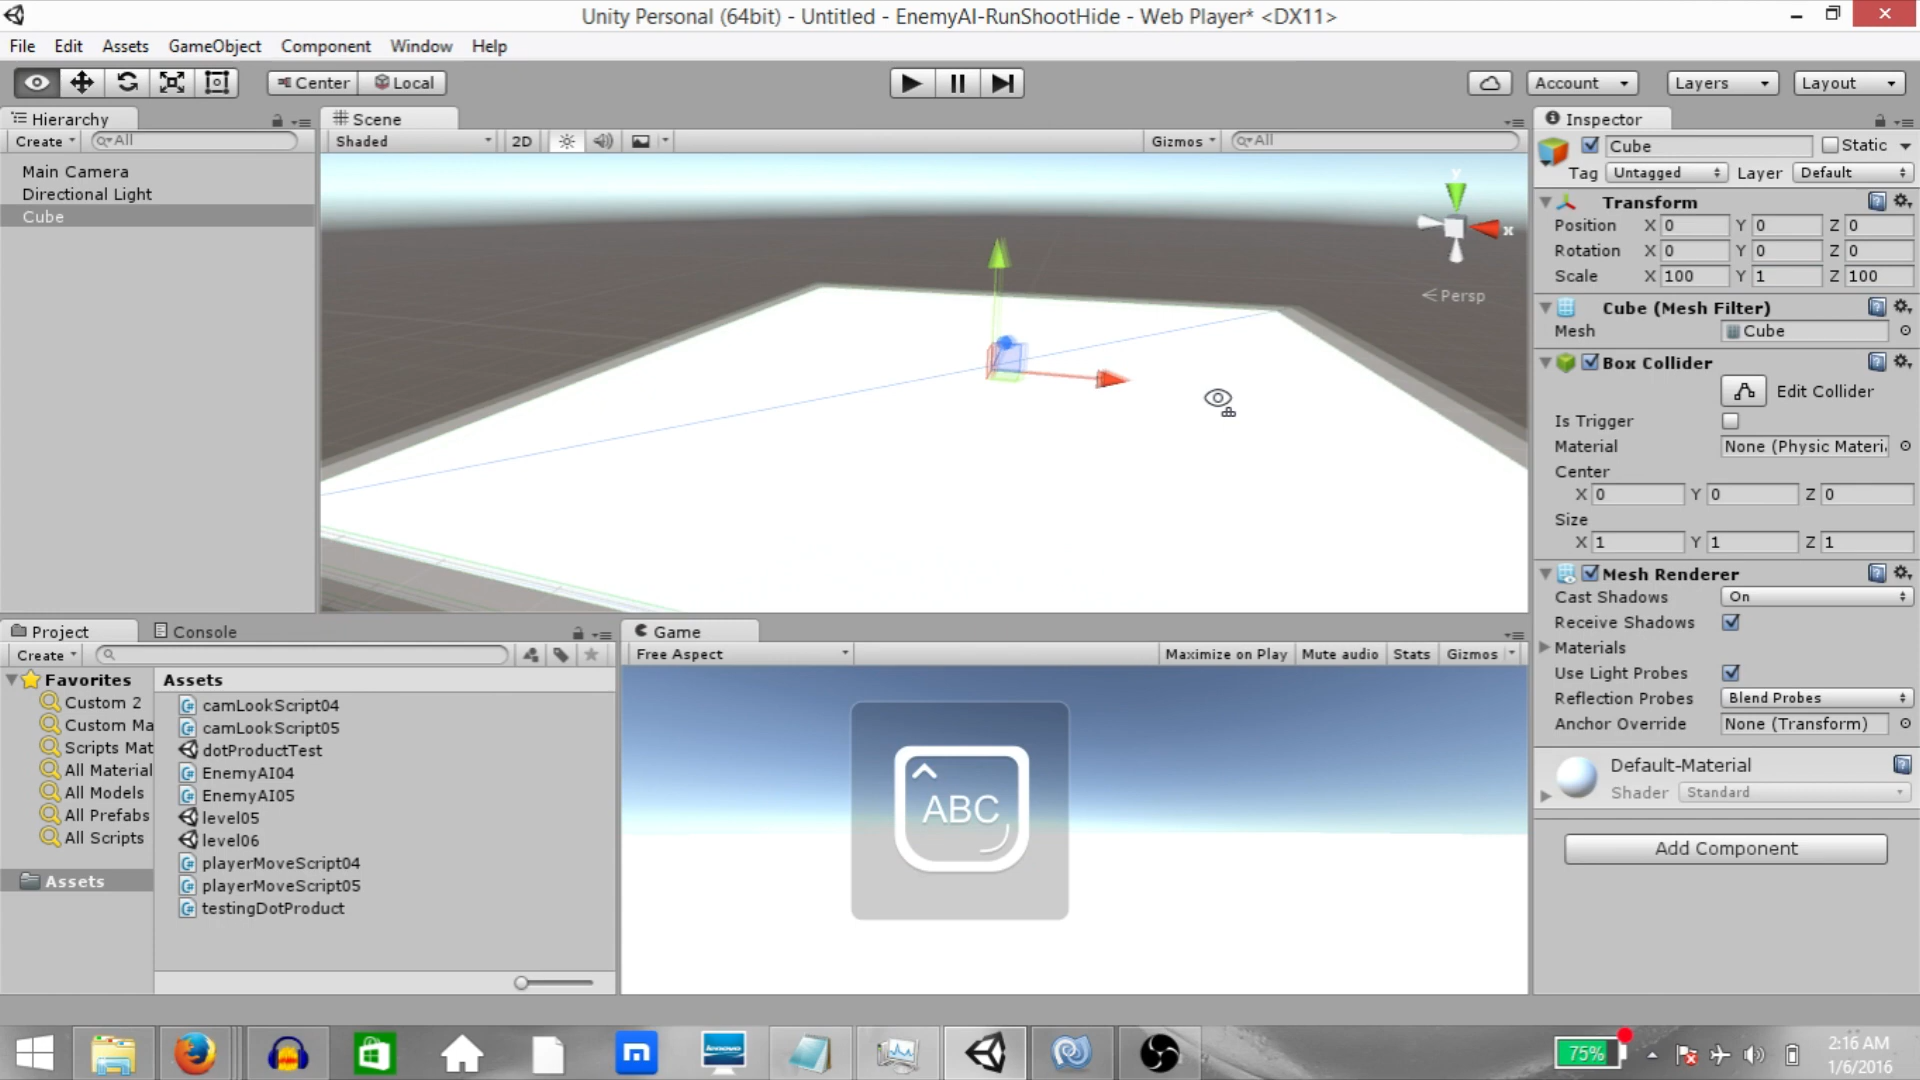 Unity Personal (64bit) - Untitled - EnemyAI-RunShootHide - Web Player* <DX11>
File Edit Assets GameObject Component Window Help
Center Local Account Layers Layout
Hierarchy
Create All
Main Camera
Directional Light
Cube
Scene
Shaded 2D Gizmos All
y
x
Persp
Inspector
Cube Static
Tag Untagged Layer Default
Transform
Position X 0 Y 0 Z 0
Rotation X 0 Y 0 Z 0
Scale X 100 Y 1 Z 100
Cube (Mesh Filter)
Mesh Cube
Box Collider
Edit Collider
Is Trigger
Material None (Physic Materi
Center
X 0 Y 0 Z 0
Size
X 1 Y 1 Z 1
Mesh Renderer
Cast Shadows On
Receive Shadows
Materials
Use Light Probes
Reflection Probes Blend Probes
Anchor Override None (Transform)
Default-Material
Shader Standard
Add Component
Project Console
Create
Favorites
Custom 2
Custom Ma
Scripts Mat
All Material
All Models
All Prefabs
All Scripts
Assets
Assets
camLookScript04
camLookScript05
dotProductTest
EnemyAI04
EnemyAI05
level05
level06
playerMoveScript04
playerMoveScript05
testingDotProduct
Game
Free Aspect Maximize on Play Mute audio Stats Gizmos
ABC
m
lenovo
75%
2:16 AM
1/6/2016